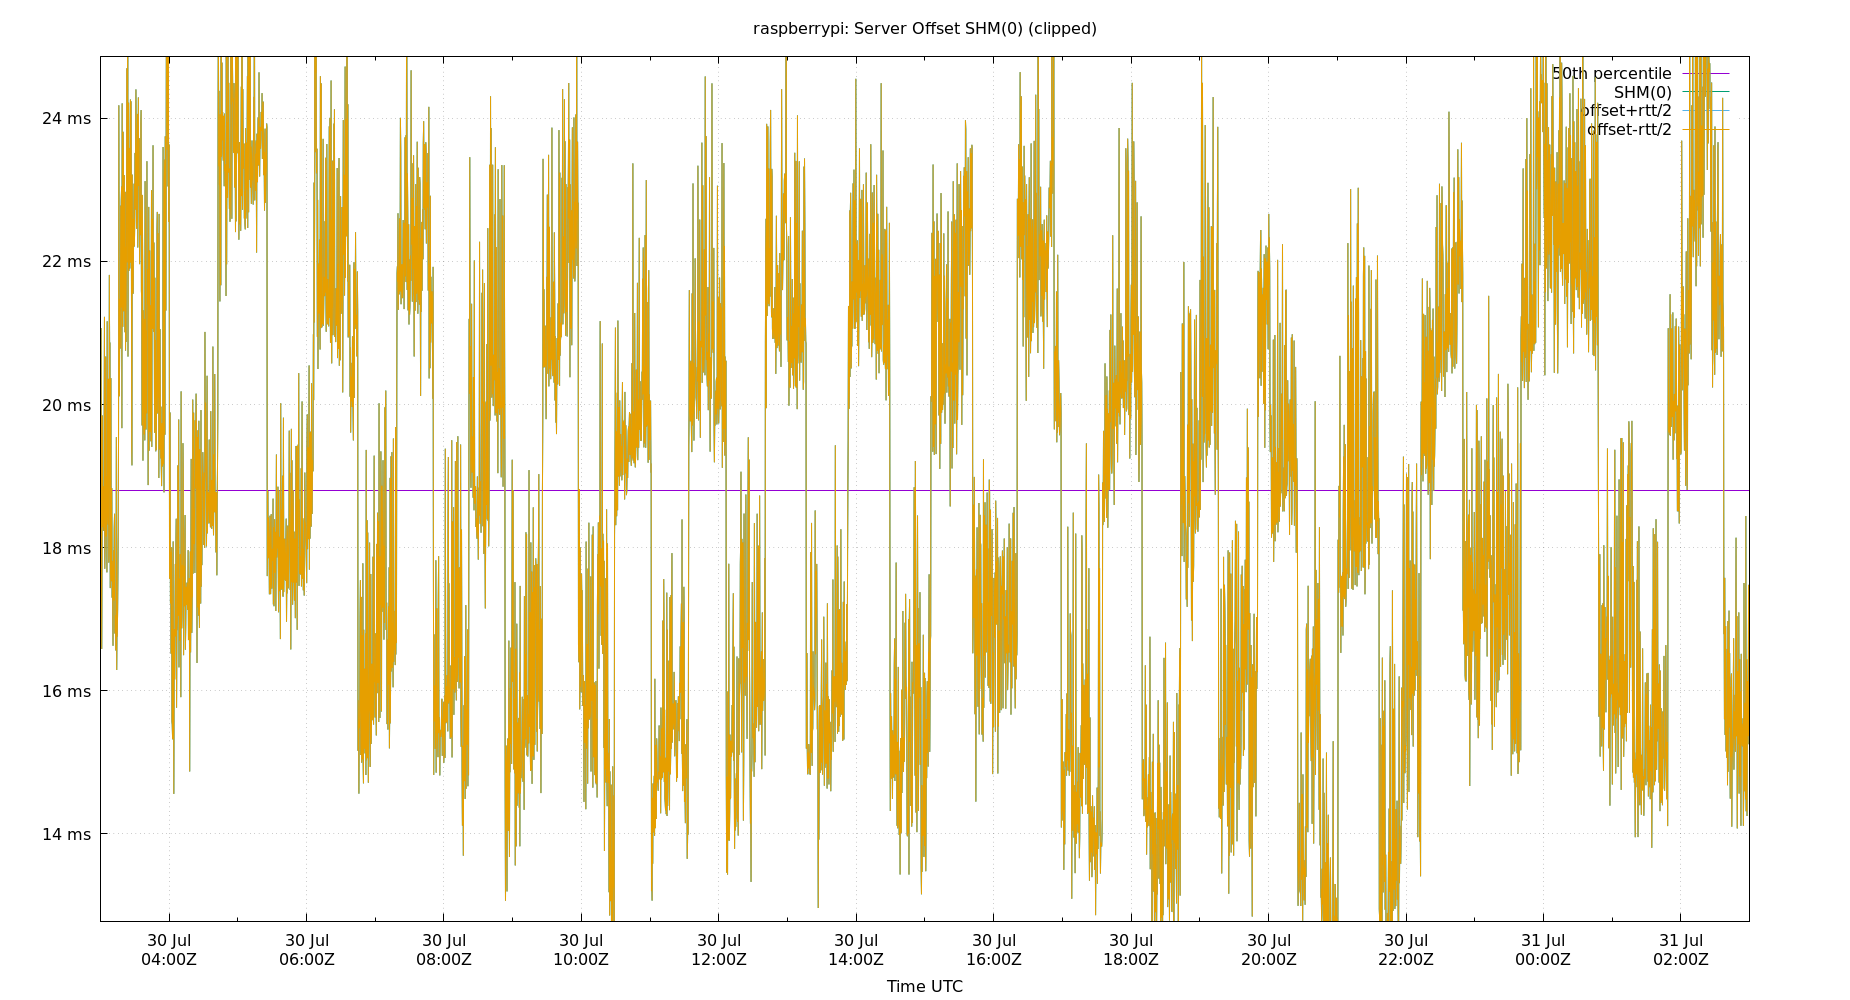 raspberrypi: Server Offset SHM(0) (clipped)
50th percentile
SHM(0)
offset+rtt/2
offset-rtt/2
24 ms
22 ms
20 ms
18 ms
16 ms
14 ms
30 Jul 30 Jul 30 Jul 30 Jul 30 Jul 30 Jul 30 Jul 30 Jul 30 Jul 30 Jul 31 Jul 31 Jul
04:00Z 06:00Z 08:00Z 10:00Z 12:00Z 14:00Z 16:00Z 18:00Z 20:00Z 22:00Z 00:00Z 02:00Z
Time UTC